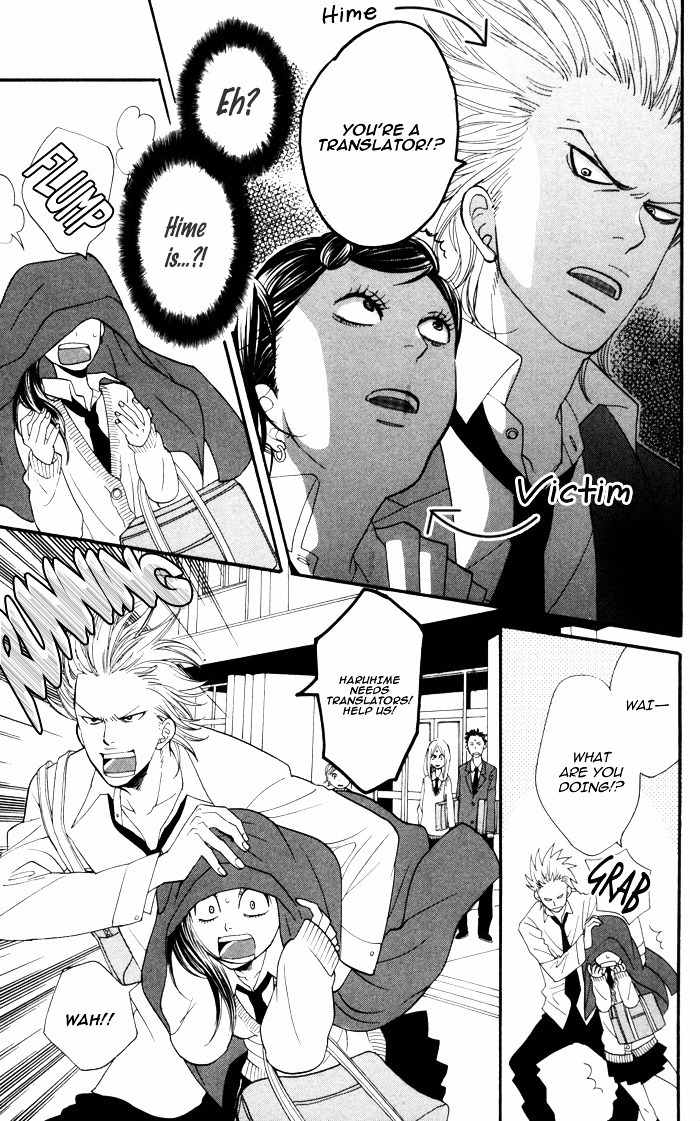 Hime
YOU'RE A
TRANSLATOR!?
Eh?
Hime
is...?!
Victim
FLUMP
WAI—
WHAT
ARE YOU
DOING!?
GRAB
RUNNING
HARUHIME
NEEDS
TRANSLATORS!
HELP US!
WAH!!